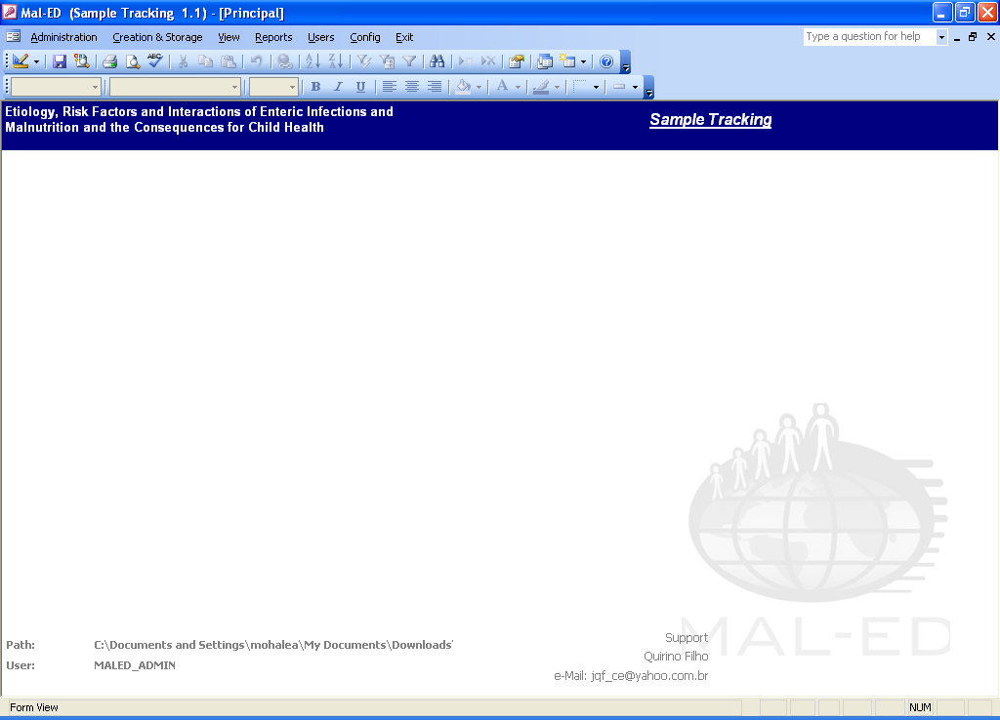 Mal-ED (Sample Tracking 1.1) - [Principal]
Administration Creation & Storage View Reports Users Config Exit
Type a question for help
Etiology, Risk Factors and Interactions of Enteric Infections and
Malnutrition and the Consequences for Child Health
Sample Tracking
MAL-ED
Path: C:\Documents and Settings\mohalea\My Documents\Downloads\
User: MALED_ADMIN
Support
Quirino Filho
e-Mail: jqf_ce@yahoo.com.br
Form View NUM